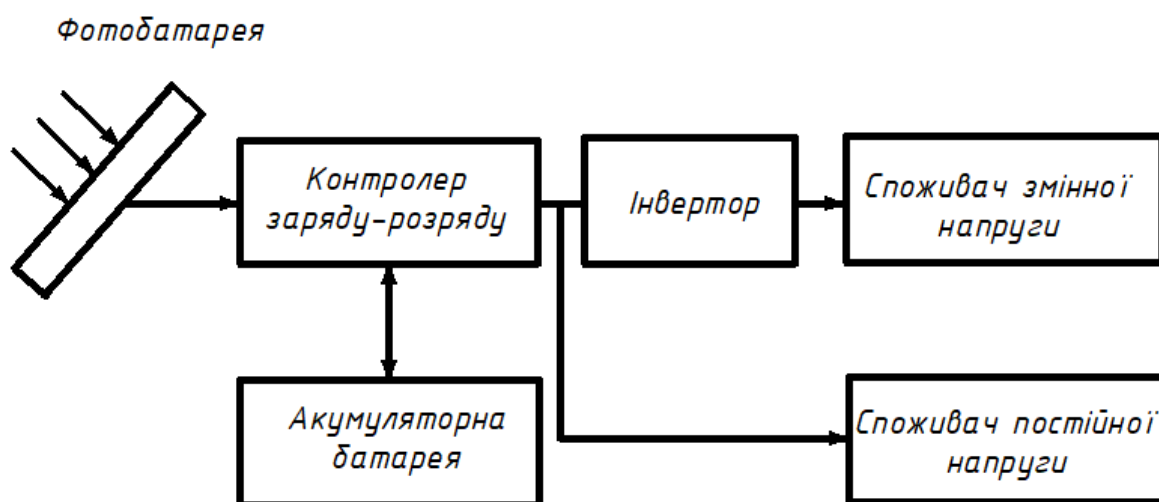 Фотобатарея
Контролер
заряду-розряду
Інвертор
Споживач змінної
напруги
Акумуляторна
батарея
Споживач постійної
напруги